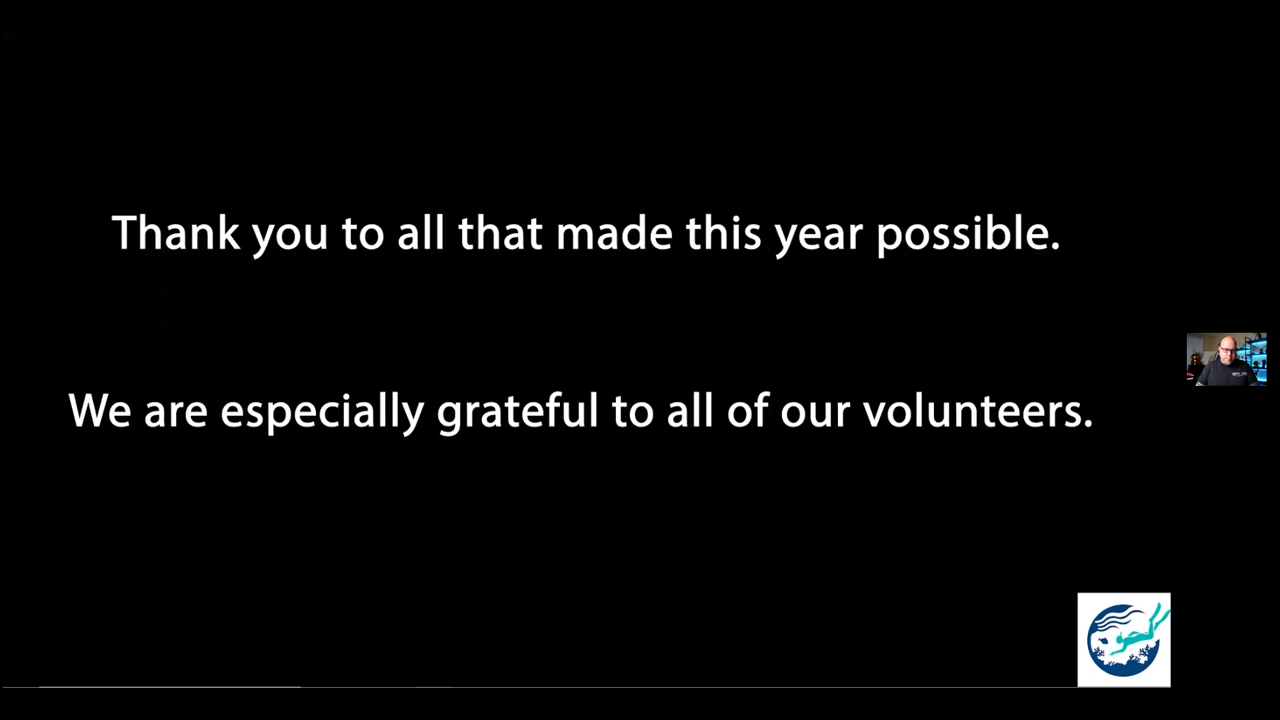 Thank you to all that made this year possible.
We are especially grateful to all of our volunteers.